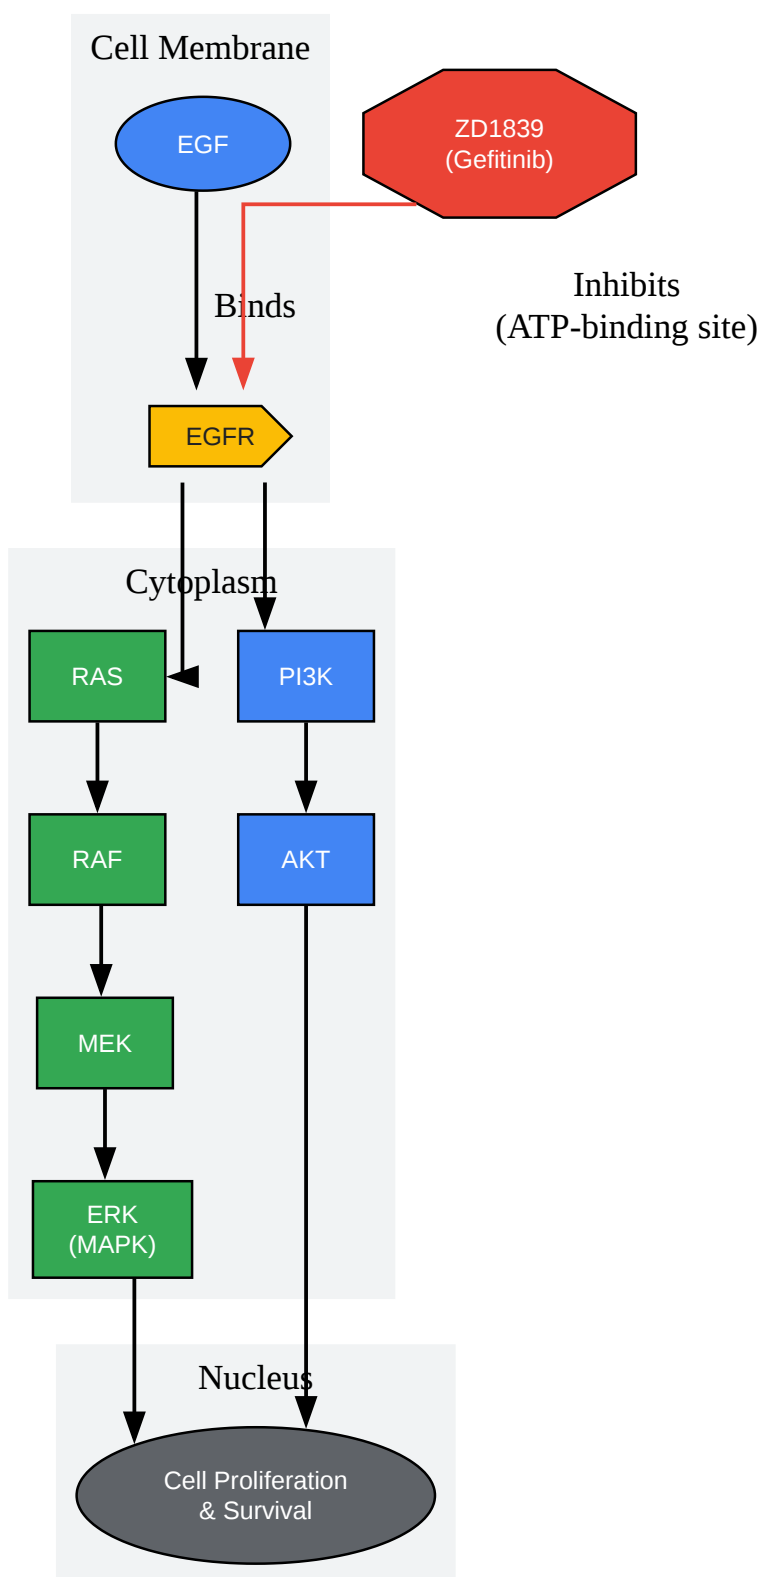 Cell Membrane
EGF
ZD1839
(Gefitinib)
Binds
Inhibits
(ATP-binding site)
EGFR
Cytoplasm
RAS
PI3K
RAF
AKT
MEK
ERK
(MAPK)
Nucleus
Cell Proliferation
& Survival